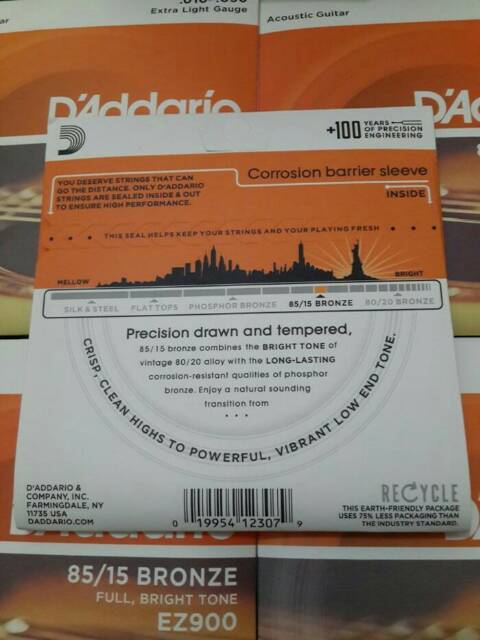 Extra Light Gauge
Acoustic Guitar
D'Addario
+100 YEARS OF PRECISION ENGINEERING
YOU DESERVE STRINGS THAT CAN
GO THE DISTANCE. ONLY D'ADDARIO
STRINGS ARE SEALED INSIDE & OUT
TO ENSURE HIGH PERFORMANCE.
Corrosion barrier sleeve
INSIDE
• • • THIS SEAL HELPS KEEP YOUR STRINGS AND YOUR PLAYING FRESH • • •
MELLOW
BRIGHT
SILK & STEEL FLAT TOPS PHOSPHOR BRONZE 85/15 BRONZE 80/20 BRONZE
Precision drawn and tempered,
85/15 bronze combines the BRIGHT TONE of
vintage 80/20 alloy with the LONG-LASTING
corrosion-resistant qualities of phosphor
bronze. Enjoy a natural sounding
transition from
• • •
CRISP, CLEAN HIGHS TO POWERFUL, VIBRANT LOW END TONE.
D'ADDARIO &
COMPANY, INC.
FARMINGDALE, NY
11735 USA
DADDARIO.COM
0 19954 12307 9
RECYCLE
THIS EARTH-FRIENDLY PACKAGE
USES 75% LESS PACKAGING THAN
THE INDUSTRY STANDARD.
85/15 BRONZE
FULL, BRIGHT TONE
EZ900